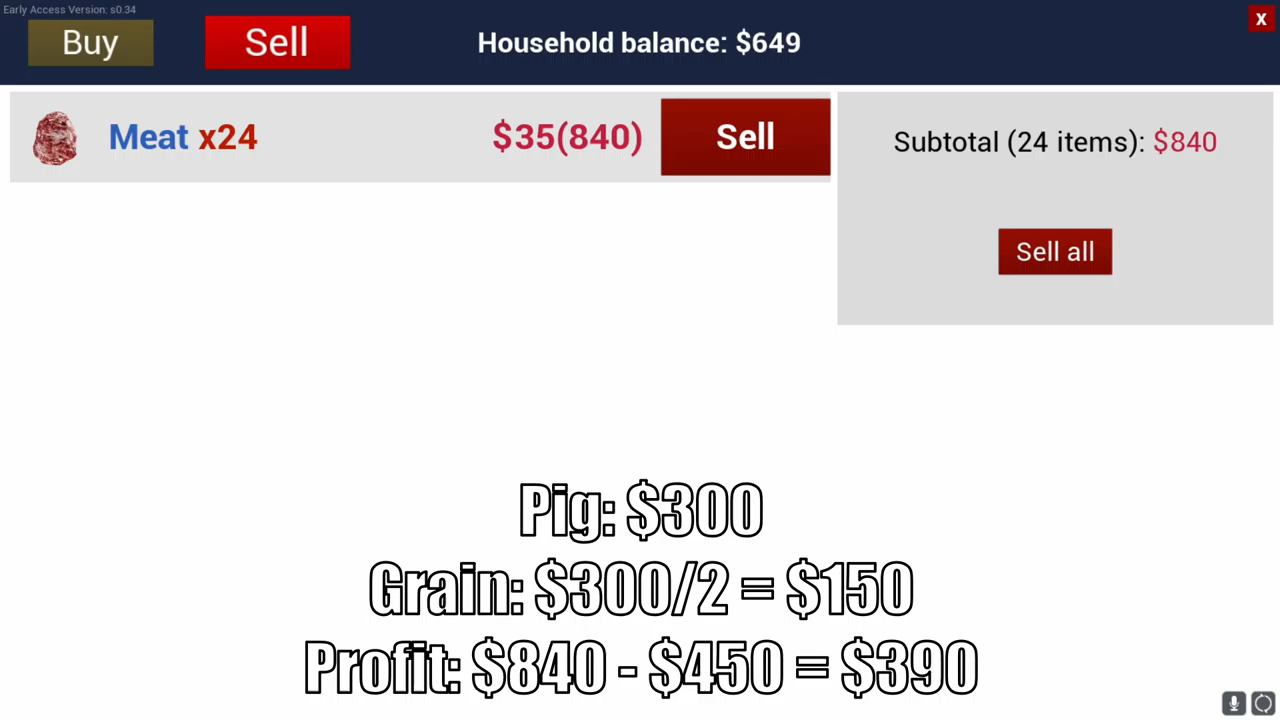 Early Access Version: s0.34
Buy
Sell
Household balance: $649
x
Meat x24
$35(840)
Sell
Subtotal (24 items): $840
Sell all
Pig: $300
Grain: $300/2 = $150
Profit: $840 - $450 = $390